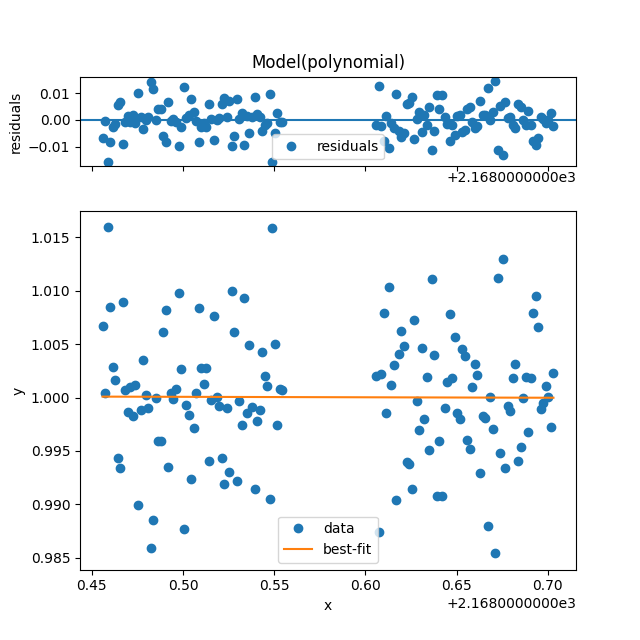 Model(polynomial)
0.01
0.00
−0.01
residuals
residuals
+2.1680000000e3
1.015
1.010
1.005
1.000
0.995
0.990
0.985
y
data
best-fit
0.45 0.50 0.55 0.60 0.65 0.70
x
+2.1680000000e3